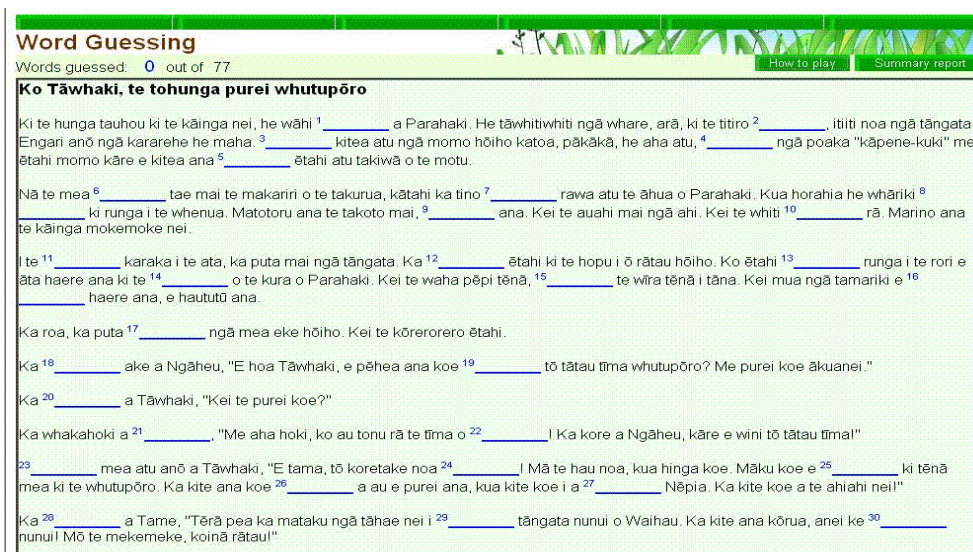 Word Guessing
Words guessed: 0 out of 77
How to play
Summary report
Ko Tāwhaki, te tohunga purei whutupōro
Ki te hunga tauhou ki te kāinga nei, he wāhi 1________ a Parahaki. He tāwhitiwhiti ngā whare, arā, ki te titiro 2________, itiiti noa ngā tāngata
Engari anō ngā kararehe he maha. 3________ kitea atu ngā momo hōiho katoa, pākākā, he aha atu, 4________ ngā poaka "kāpene-kuki" me
ētahi momo kāre e kitea ana 5________ ētahi atu takiwā o te motu.
Nā te mea 6________ tae mai te makariri o te takurua, kātahi ka tino 7________ rawa atu te āhua o Parahaki. Kua horahia he whāriki 8
________ ki runga i te whenua. Matotoru ana te takoto mai, 9________ ana. Kei te auahi mai ngā ahi. Kei te whiti 10________ rā. Marino ana
te kāinga mokemoke nei.
I te 11________ karaka i te ata, ka puta mai ngā tāngata. Ka 12________ ētahi ki te hopu i ō rātau hōiho. Ko ētahi 13________ runga i te rori e
āta haere ana ki te 14________ o te kura o Parahaki. Kei te waha pēpi tēnā, 15________ te wīra tēnā i tāna. Kei mua ngā tamariki e 16
________ haere ana, e haututū ana.
Ka roa, ka puta 17________ ngā mea eke hōiho. Kei te kōrerorero ētahi.
Ka 18________ ake a Ngāheu, "E hoa Tāwhaki, e pēhea ana koe 19________ tō tātau tīma whutupōro? Me purei koe ākuanei."
Ka 20________ a Tāwhaki, "Kei te purei koe?"
Ka whakahoki a 21________, "Me aha hoki, ko au tonu rā te tīma o 22________! Ka kore a Ngāheu, kāre e wini tō tātau tīma!"
23________ mea atu anō a Tāwhaki, "E tama, tō koretake noa 24________! Mā te hau noa, kua hinga koe. Māku koe e 25________ ki tēnā
mea ki te whutupōro. Ka kite ana koe 26________ a au e purei ana, kua kite koe i a 27________ Nēpia. Ka kite koe a te ahiahi nei!"
Ka 28________ a Tame, "Tērā pea ka mataku ngā tāhae nei i 29________ tāngata nunui o Waihau. Ka kite ana kōrua, anei ke 30________
nunui! Mō te mekemeke, koinā rātau!"